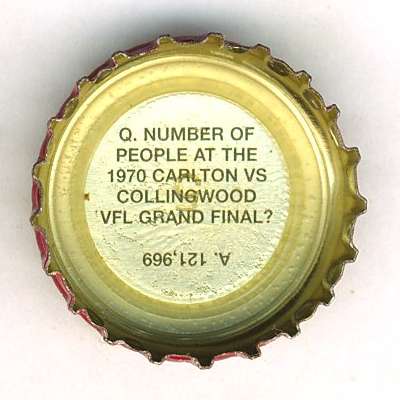 Q. NUMBER OF
PEOPLE AT THE
1970 CARLTON VS
COLLINGWOOD
VFL GRAND FINAL?
A. 121,969